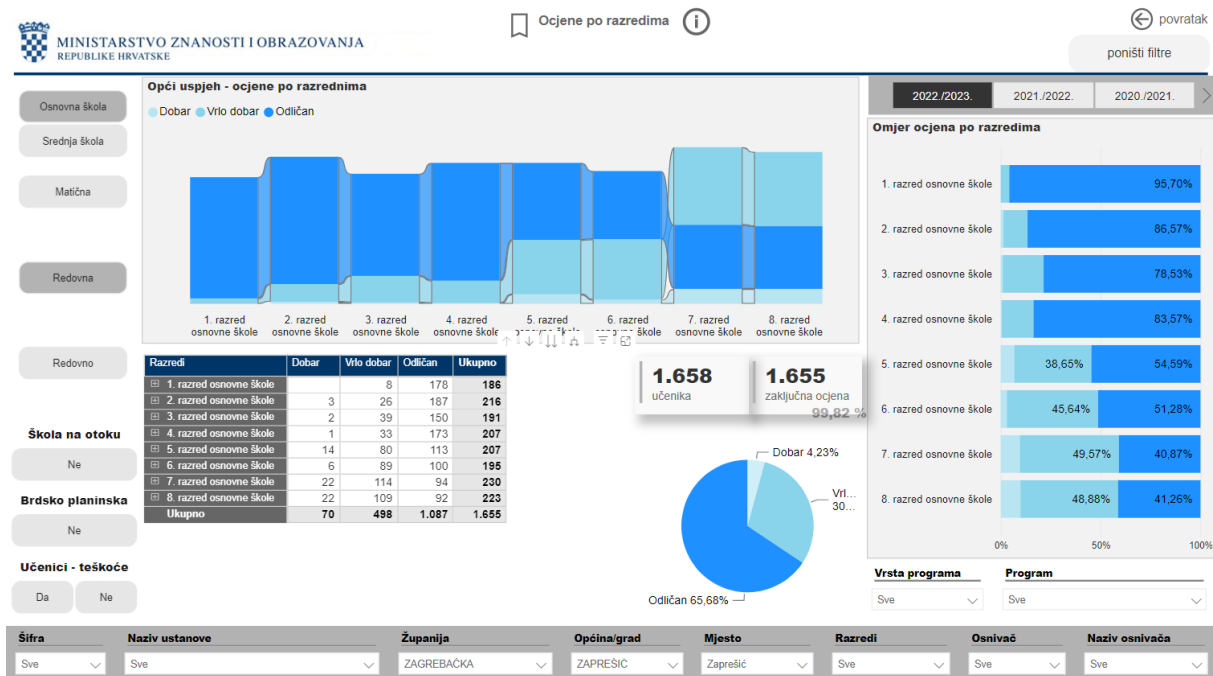 MINISTARSTVO ZNANOSTI I OBRAZOVANJA
REPUBLIKE HRVATSKE
Ocjene po razredima
povratak
poništi filtre
Osnovna škola
Srednja škola
Matična
Redovna
Redovno
Škola na otoku
Ne
Brdsko planinska
Ne
Učenici - teškoće
Da Ne
Opći uspjeh - ocjene po razrednima
Dobar Vrlo dobar Odličan
1. razred osnovne škole
2. razred osnovne škole
3. razred osnovne škole
4. razred osnovne škole
5. razred
6. razred škole
7. razred osnovne škole
8. razred osnovne škole
Razredi Dobar Vrlo dobar Odličan Ukupno
1. razred osnovne škole 8 178 186
2. razred osnovne škole 3 26 187 216
3. razred osnovne škole 2 39 150 191
4. razred osnovne škole 1 33 173 207
5. razred osnovne škole 14 80 113 207
6. razred osnovne škole 6 89 100 195
7. razred osnovne škole 22 114 94 230
8. razred osnovne škole 22 109 92 223
Ukupno 70 498 1.087 1.655
1.658
učenika
1.655
zaključna ocjena
99,82 %
Dobar 4,23%
Vrl...
30...
Odličan 65,68%
2022./2023. 2021./2022. 2020./2021.
Omjer ocjena po razredima
1. razred osnovne škole 95,70%
2. razred osnovne škole 86,57%
3. razred osnovne škole 78,53%
4. razred osnovne škole 83,57%
5. razred osnovne škole 38,65% 54,59%
6. razred osnovne škole 45,64% 51,28%
7. razred osnovne škole 49,57% 40,87%
8. razred osnovne škole 48,88% 41,26%
0% 50% 100%
Vrsta programa Program
Sve Sve
Šifra Naziv ustanove Županija Općina/grad Mjesto Razredi Osnivač Naziv osnivača
Sve Sve ZAGREBAČKA ZAPREŠIĆ Zaprešić Sve Sve Sve